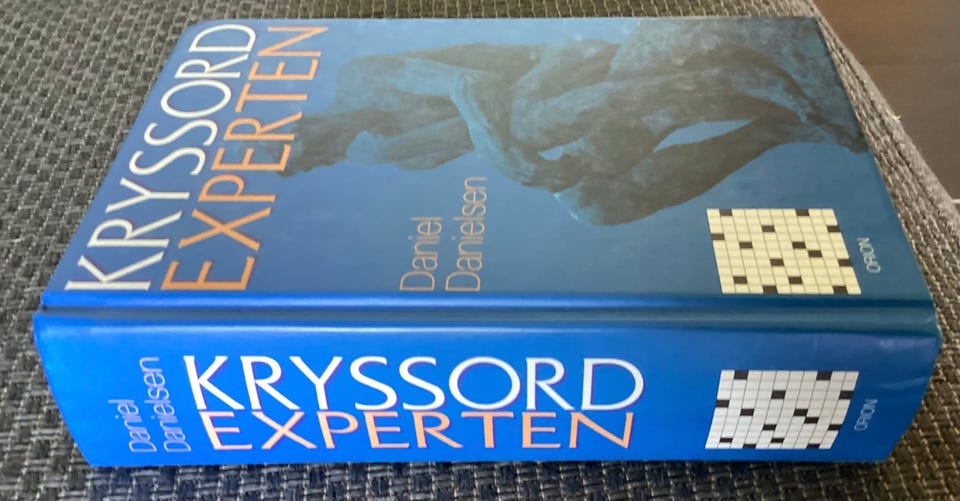 KRYSSORD
EXPERTEN
Daniel
Danielsen
ORION
Daniel
Danielsen
KRYSSORD
EXPERTEN
ORION